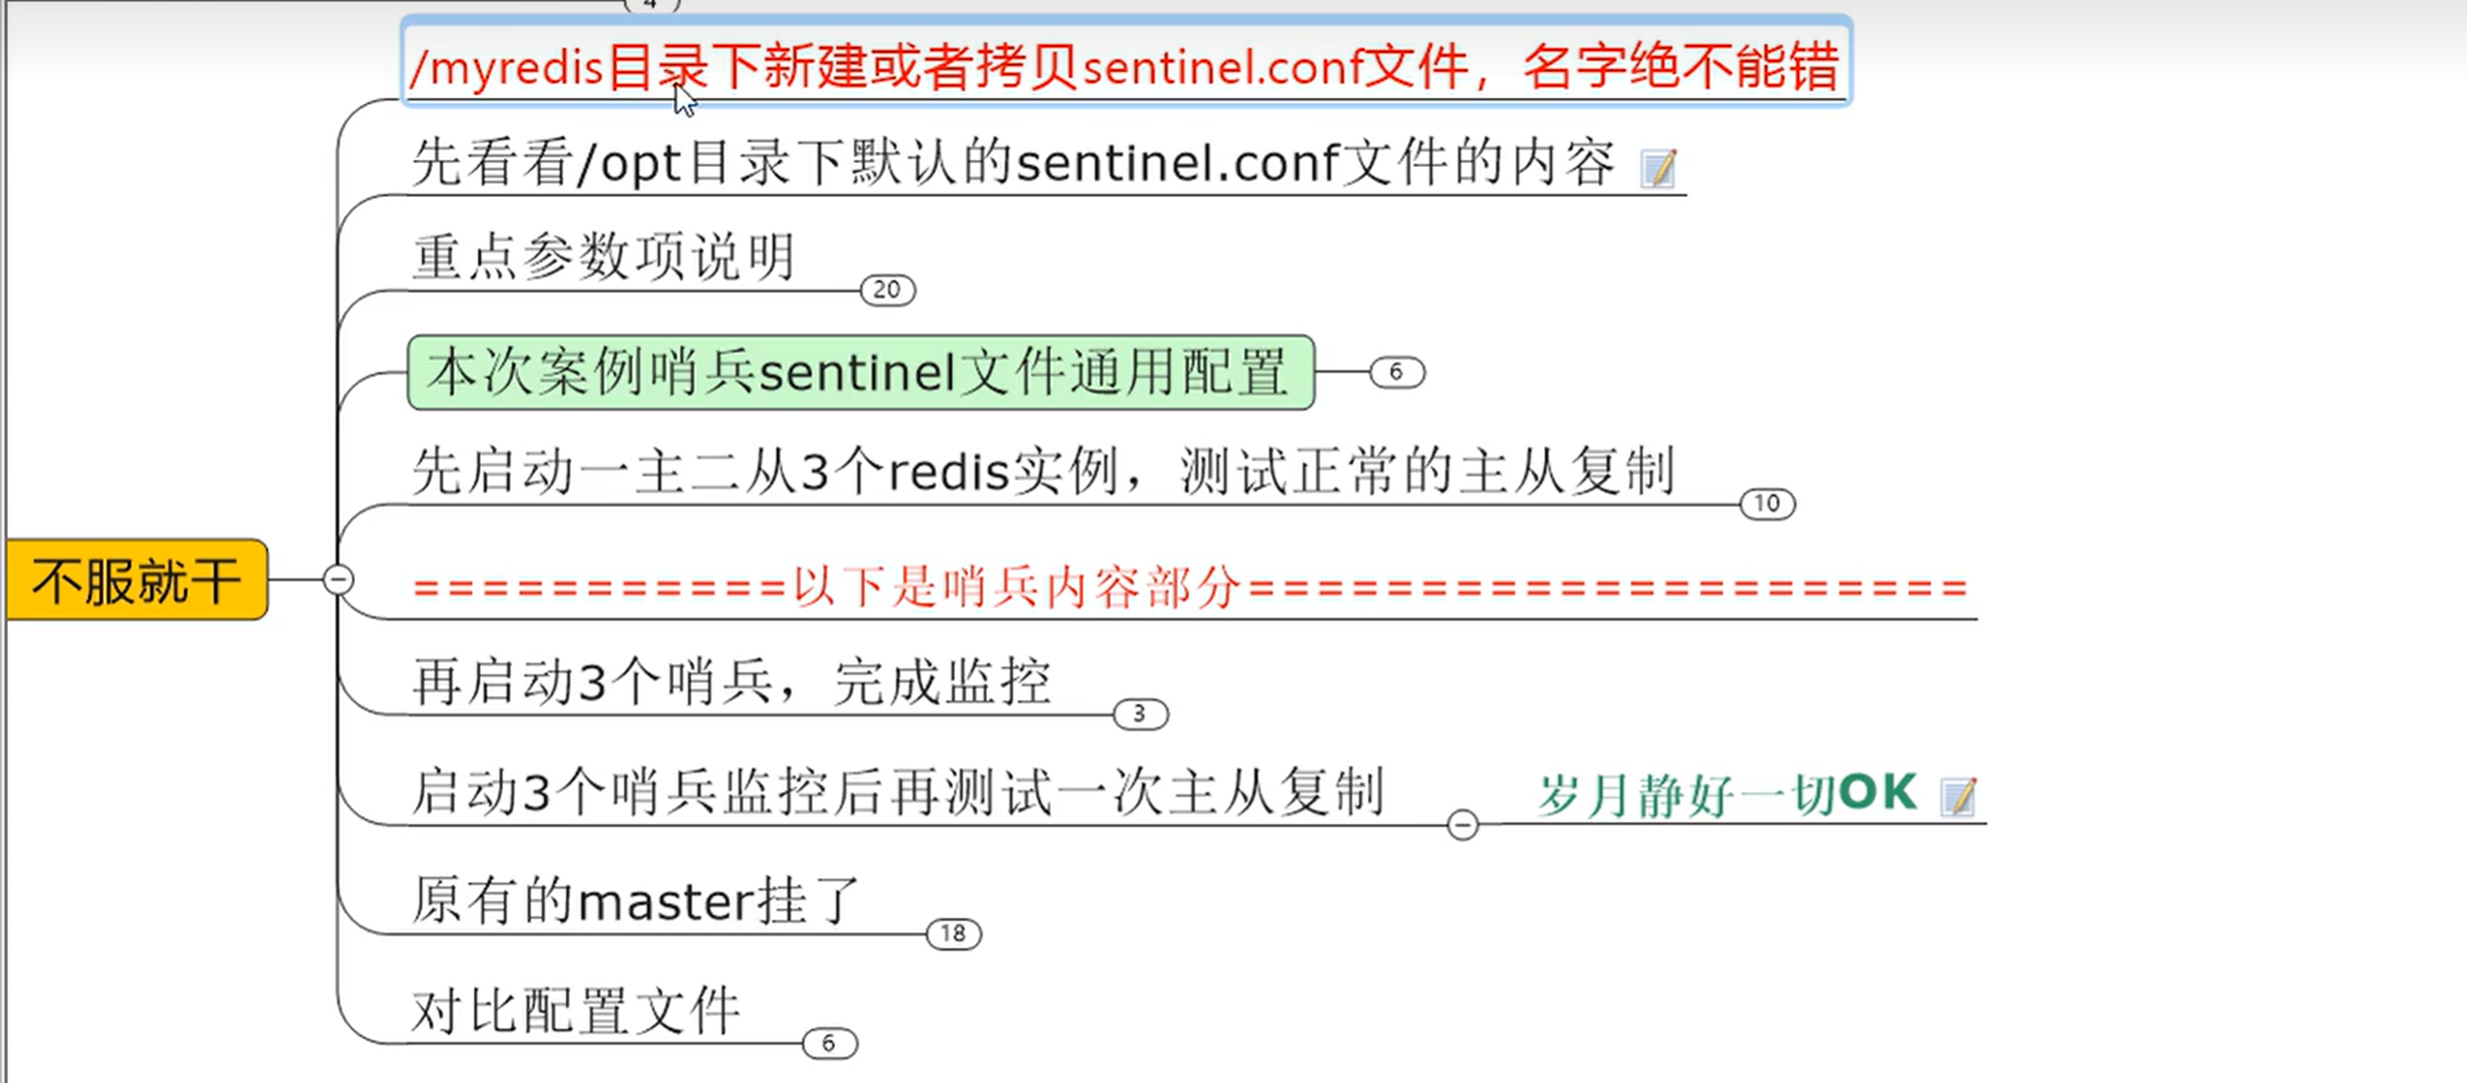 4
/myredis目录下新建或者拷贝sentinel.conf文件，名字绝不能错
先看看/opt目录下默认的sentinel.conf文件的内容
重点参数项说明
20
本次案例哨兵sentinel文件通用配置
6
先启动一主二从3个redis实例，测试正常的主从复制
10
不服就干
===========以下是哨兵内容部分=====================
再启动3个哨兵，完成监控
3
启动3个哨兵监控后再测试一次主从复制
岁月静好一切OK
原有的master挂了
18
对比配置文件
6